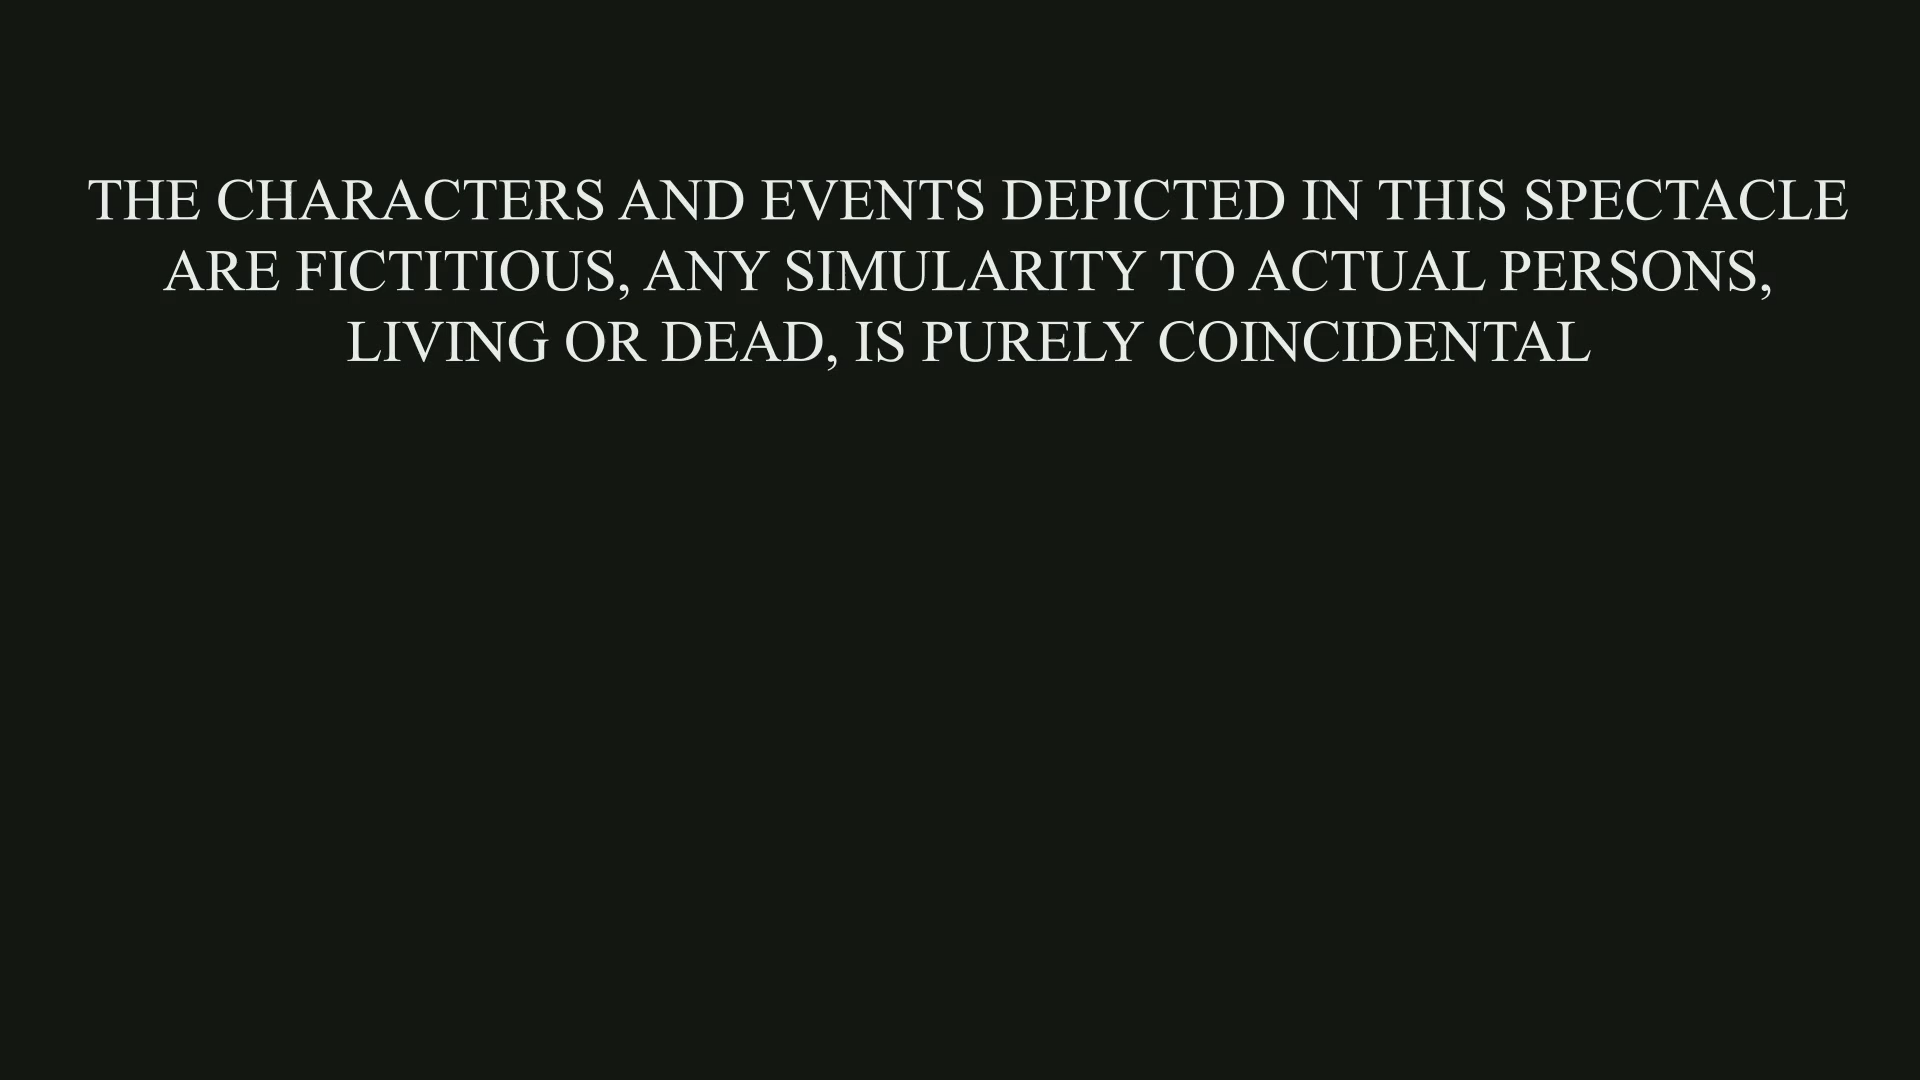 THE CHARACTERS AND EVENTS DEPICTED IN THIS SPECTACLE
ARE FICTITIOUS, ANY SIMULARITY TO ACTUAL PERSONS,
LIVING OR DEAD, IS PURELY COINCIDENTAL